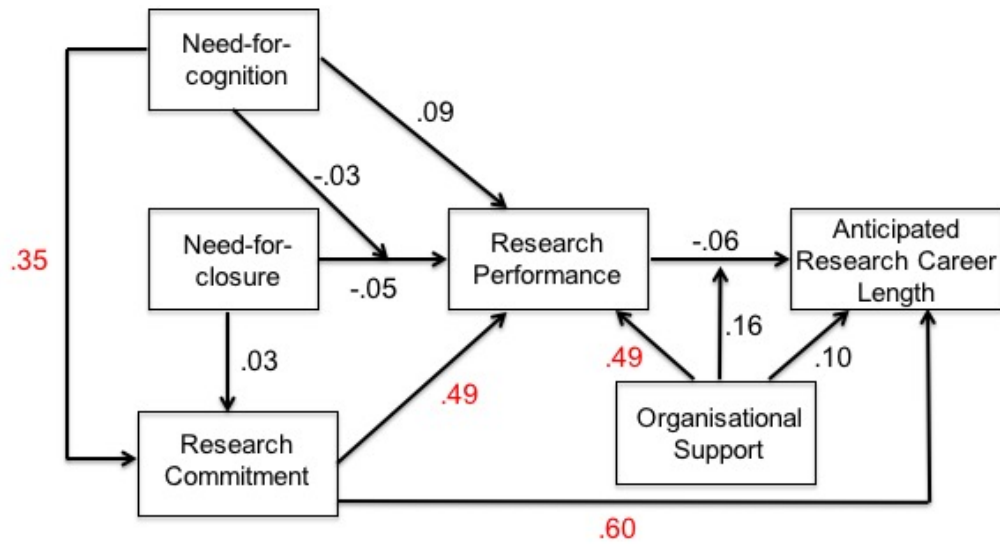 Need-for-
cognition
.09
-.03
.35
Need-for-
closure
-.05
Research
Performance
-.06
Anticipated
Research Career
Length
.03
.49
.49
.16
.10
Organisational
Support
Research
Commitment
.60